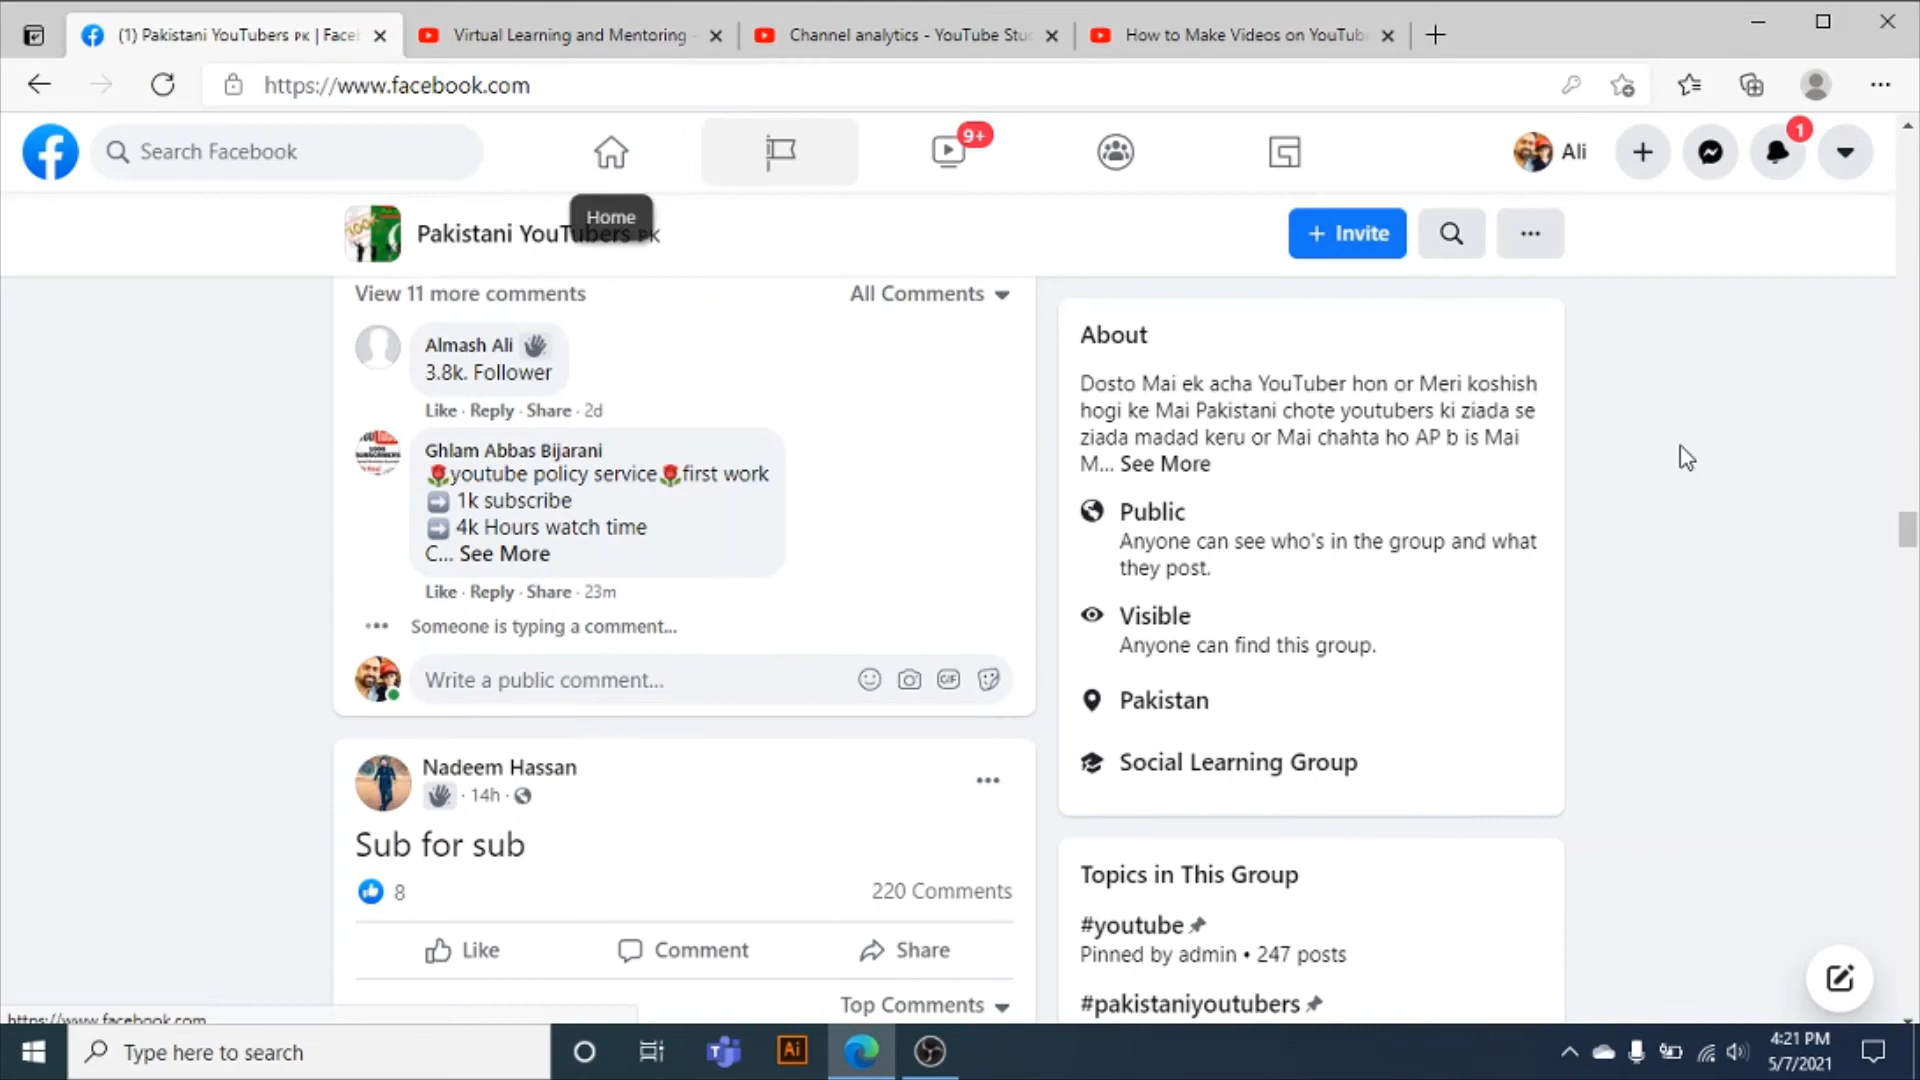 (1) Pakistani YouTubers PK | Face
Virtual Learning and Mentoring -
Channel analytics - YouTube Stu
How to Make Videos on YouTub
https://www.facebook.com
Search Facebook
9+
Ali
1
Home
Pakistani YouTubers PK
+ Invite
View 11 more comments
All Comments
Almash Ali
3.8k. Follower
Like · Reply · Share · 2d
Ghlam Abbas Bijarani
🌹youtube policy service🌹first work
➡ 1k subscribe
➡ 4k Hours watch time
C... See More
Like · Reply · Share · 23m
Someone is typing a comment...
Write a public comment...
GIF
Nadeem Hassan
· 14h ·
Sub for sub
8
220 Comments
Like
Comment
Share
Top Comments
About
Dosto Mai ek acha YouTuber hon or Meri koshish
hogi ke Mai Pakistani chote youtubers ki ziada se
ziada madad keru or Mai chahta ho AP b is Mai
M... See More
Public
Anyone can see who's in the group and what
they post.
Visible
Anyone can find this group.
Pakistan
Social Learning Group
Topics in This Group
#youtube
Pinned by admin • 247 posts
#pakistaniyoutubers
https://www.facebook.com
Type here to search
Ai
4:21 PM
5/7/2021